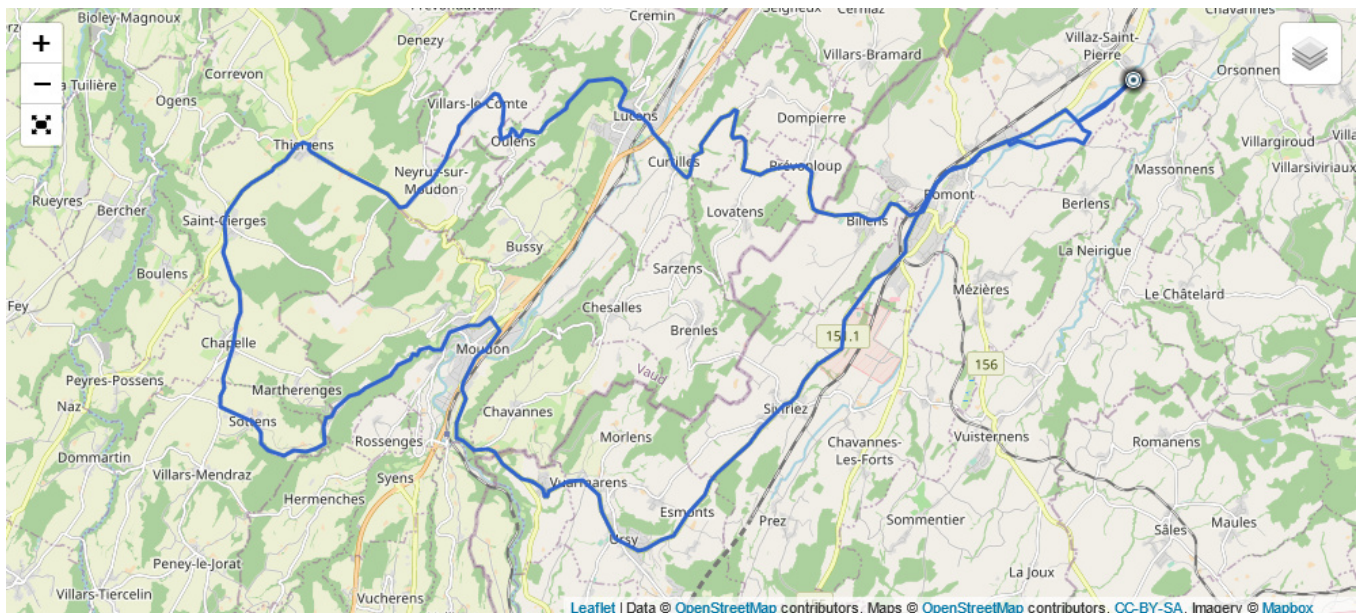 Bioley-Magnoux
Cremin
Chavannes
Denezy
Villaz-Saint-
Pierre
Villars-Bramard
Orsonnen
Correvon
Ogens
Villars-le-Comte
Lucens
Dompierre
Oulens
Villargiroud
Thierrens
Curtilles
Prévonloup
Massonnens
Villarsiviriaux
Neyruz-sur-
Moudon
Rueyres
Bercher
Romont
Berlens
Lovatens
Billens
Saint-Cierges
Bussy
La Neirigue
Boulens
Sarzens
Fey
Chesalles
Mézières
Le Châtelard
Brenles
151.1
Chapelle
Moudon
156
Vaud
Peyres-Possens
Martherenges
Naz
Siviriez
Chavannes
Sottens
Rossenges
Morlens
Vuisternens
Chavannes-
Les-Forts
Romanens
Dommartin
Villars-Mendraz
Syens
Vuarmarens
Hermenches
Esmonts
Prez
Sommentier
Maules
Sâles
Ursy
Peney-le-Jorat
La Joux
Villars-Tiercelin
Vucherens
Leaflet | Data © OpenStreetMap contributors, Maps © OpenStreetMap contributors, CC-BY-SA, Imagery © Mapbox